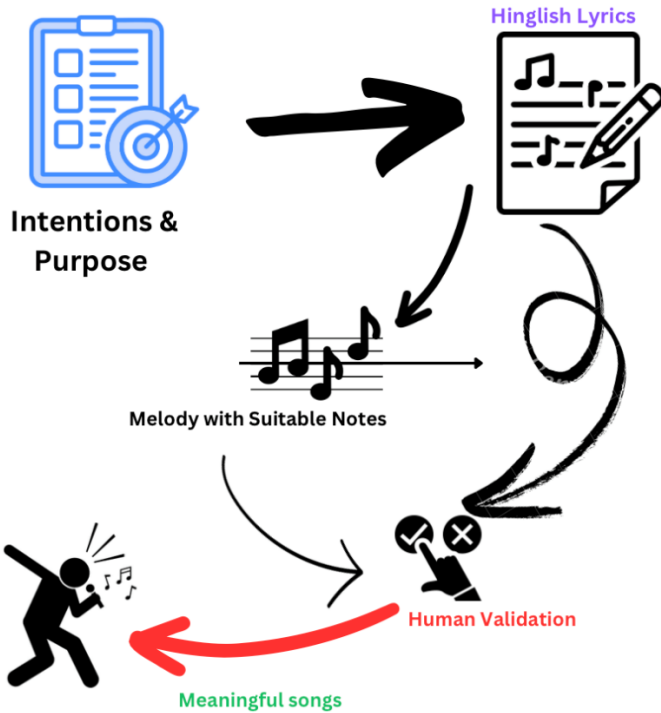 Hinglish Lyrics
Intentions &
Purpose
Melody with Suitable Notes
Human Validation
Meaningful songs